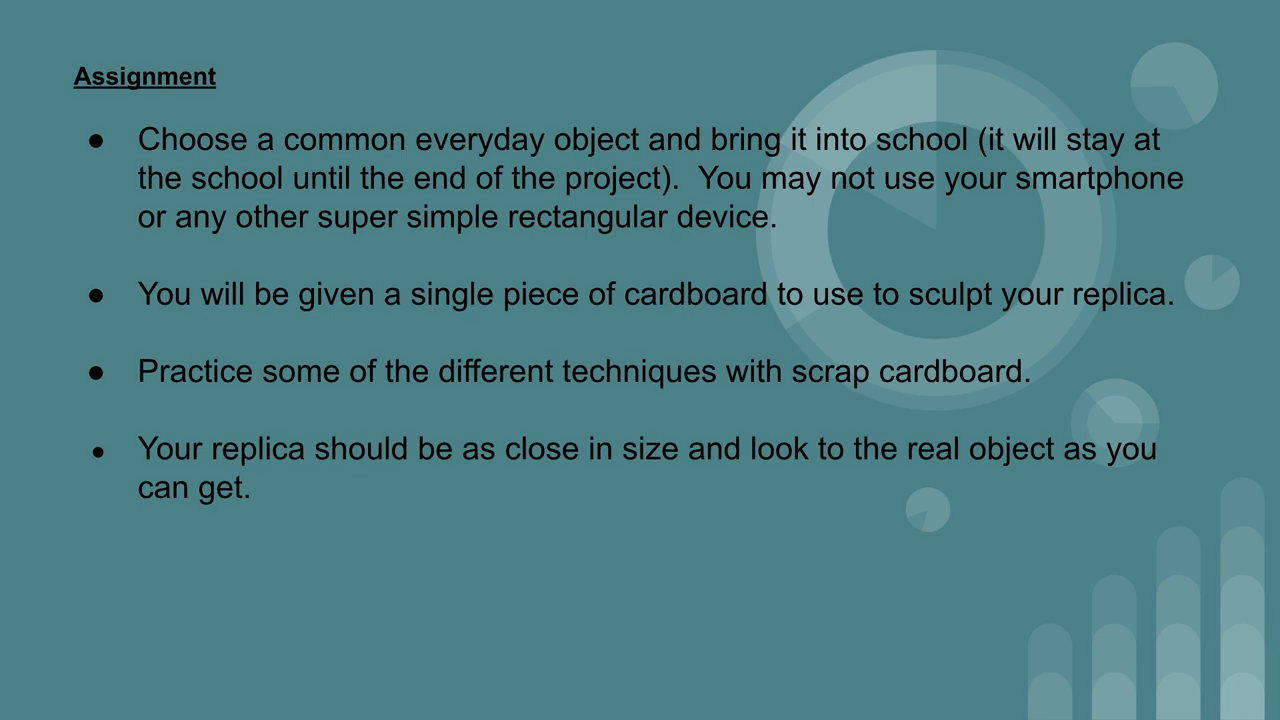 Assignment
● Choose a common everyday object and bring it into school (it will stay at
the school until the end of the project).  You may not use your smartphone
or any other super simple rectangular device.
● You will be given a single piece of cardboard to use to sculpt your replica.
● Practice some of the different techniques with scrap cardboard.
● Your replica should be as close in size and look to the real object as you
can get.